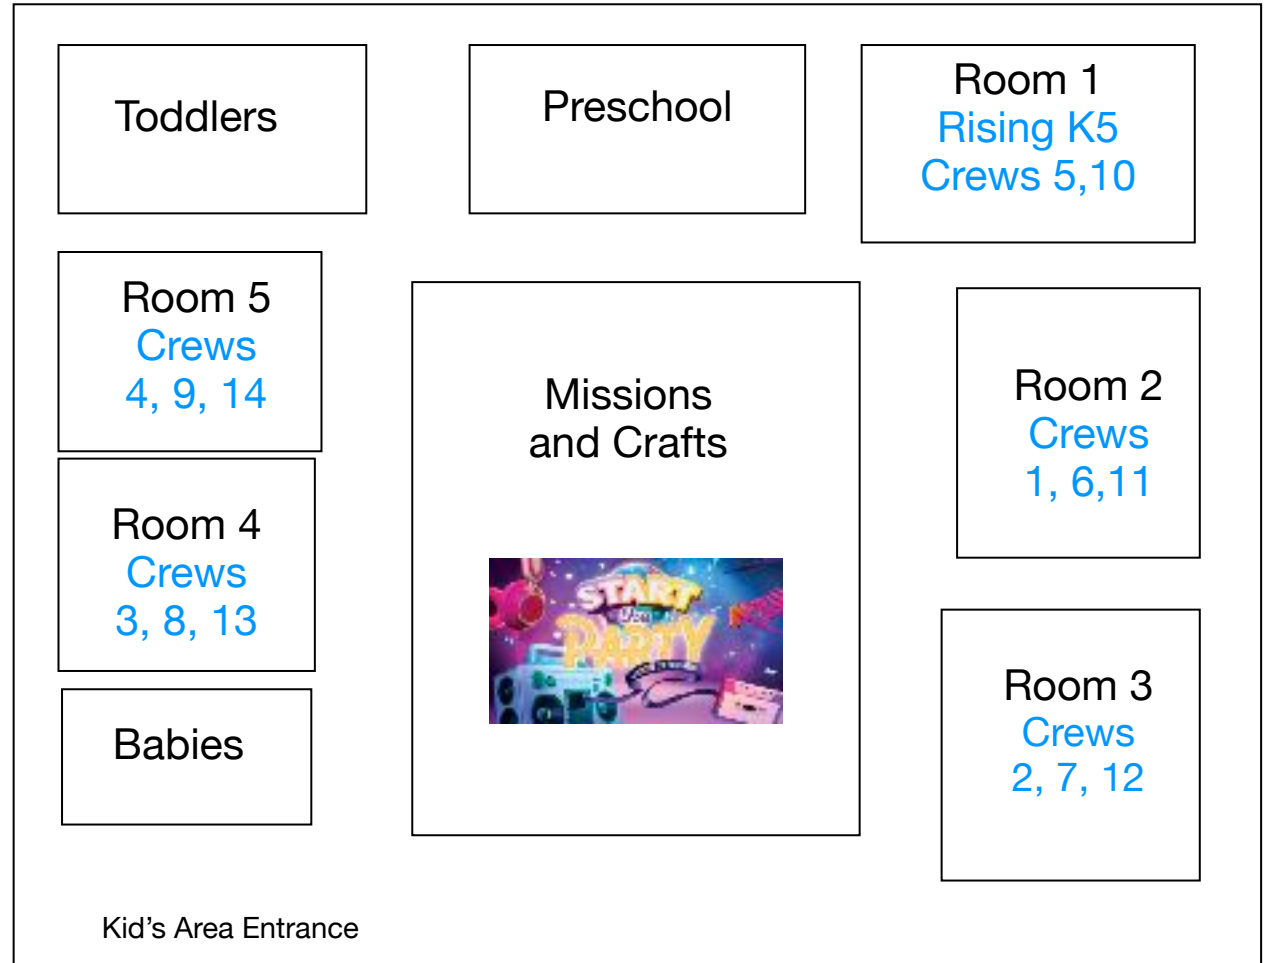 Toddlers
Preschool
Room 1
Rising K5
Crews 5,10
Room 5
Crews
4, 9, 14
Missions
and Crafts
Room 2
Crews
1, 6,11
Room 4
Crews
3, 8, 13
START
PARTY
Room 3
Crews
2, 7, 12
Babies
Kid’s Area Entrance